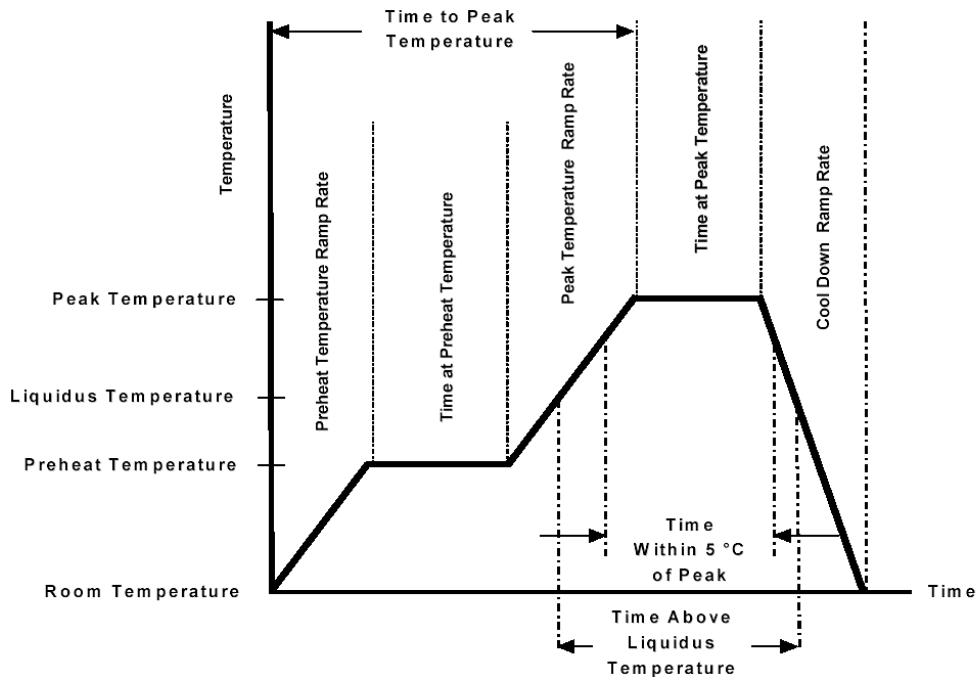 Time to Peak
Temperature
Temperature
Preheat Temperature Ramp Rate
Time at Preheat Temperature
Peak Temperature Ramp Rate
Time at Peak Temperature
Cool Down Ramp Rate
Peak Temperature
Liquidus Temperature
Preheat Temperature
Room Temperature
Time
Within 5 °C
of Peak
Time
Time Above
Liquidus
Temperature